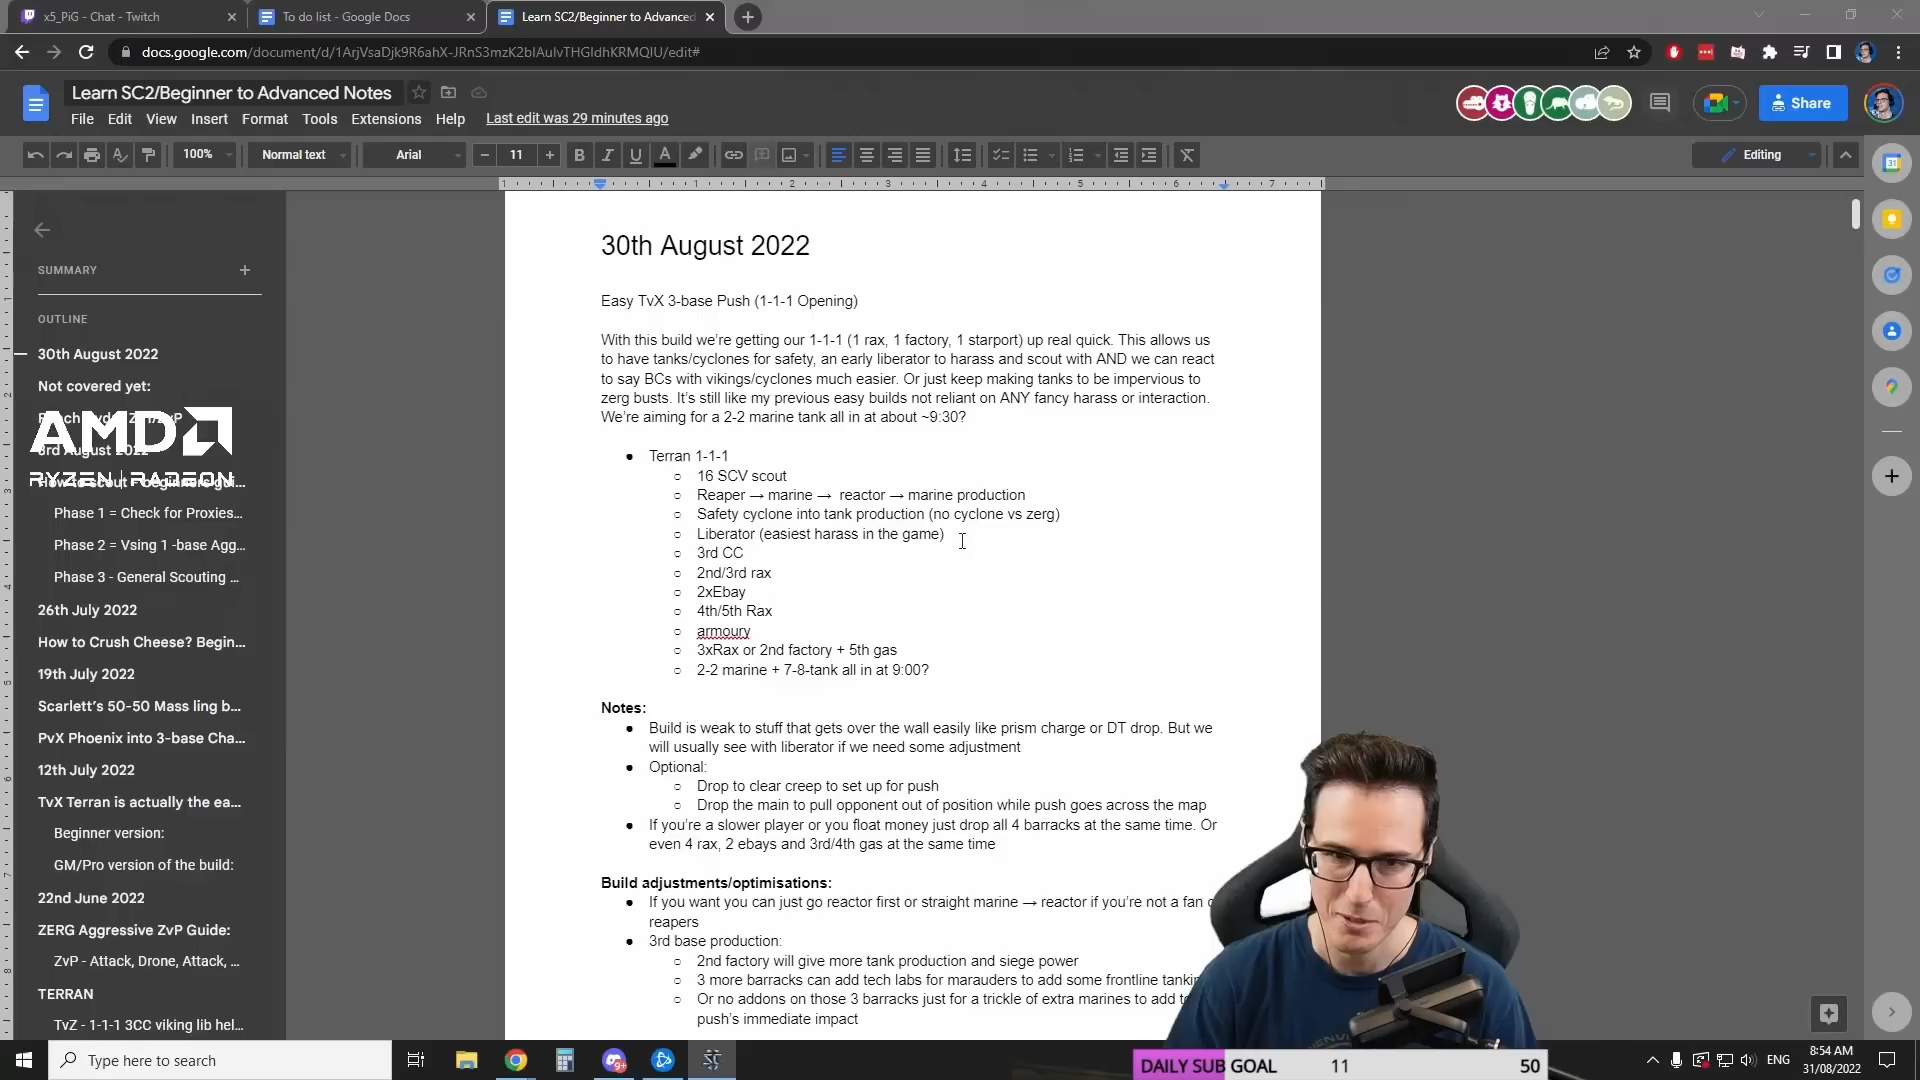 x5_PiG - Chat - Twitch
To do list - Google Docs
Learn SC2/Beginner to Advanced
docs.google.com/document/d/1ArjVsaDjk9R6ahX-JRnS3mzK2bIAulvTHGIdhKRMQIU/edit#
Learn SC2/Beginner to Advanced Notes
File Edit View Insert Format Tools Extensions Help Last edit was 29 minutes ago
Share
100% Normal text Arial 11 Editing
SUMMARY
OUTLINE
30th August 2022
Not covered yet:
3rd August 2022
How to scout - beginners gui...
Phase 1 = Check for Proxies...
Phase 2 = Vsing 1 -base Agg...
Phase 3 - General Scouting ...
26th July 2022
How to Crush Cheese? Begin...
19th July 2022
Scarlett's 50-50 Mass ling b...
PvX Phoenix into 3-base Cha...
12th July 2022
TvX Terran is actually the ea...
Beginner version:
GM/Pro version of the build:
22nd June 2022
ZERG Aggressive ZvP Guide:
ZvP - Attack, Drone, Attack, ...
TERRAN
TvZ - 1-1-1 3CC viking lib hel...
AMD
RYZEN | RADEON
30th August 2022
Easy TvX 3-base Push (1-1-1 Opening)
With this build we're getting our 1-1-1 (1 rax, 1 factory, 1 starport) up real quick. This allows us
to have tanks/cyclones for safety, an early liberator to harass and scout with AND we can react
to say BCs with vikings/cyclones much easier. Or just keep making tanks to be impervious to
zerg busts. It's still like my previous easy builds not reliant on ANY fancy harass or interaction.
We're aiming for a 2-2 marine tank all in at about ~9:30?
● Terran 1-1-1
○ 16 SCV scout
○ Reaper → marine → reactor → marine production
○ Safety cyclone into tank production (no cyclone vs zerg)
○ Liberator (easiest harass in the game)
○ 3rd CC
○ 2nd/3rd rax
○ 2xEbay
○ 4th/5th Rax
○ armoury
○ 3xRax or 2nd factory + 5th gas
○ 2-2 marine + 7-8-tank all in at 9:00?
Notes:
● Build is weak to stuff that gets over the wall easily like prism charge or DT drop. But we
will usually see with liberator if we need some adjustment
● Optional:
○ Drop to clear creep to set up for push
○ Drop the main to pull opponent out of position while push goes across the map
● If you're a slower player or you float money just drop all 4 barracks at the same time. Or
even 4 rax, 2 ebays and 3rd/4th gas at the same time
Build adjustments/optimisations:
● If you want you can just go reactor first or straight marine → reactor if you're not a fan
reapers
● 3rd base production:
○ 2nd factory will give more tank production and siege power
○ 3 more barracks can add tech labs for marauders to add some frontline
○ Or no addons on those 3 barracks just for a trickle of extra marines to add
push's immediate impact
Type here to search
DAILY SUB GOAL 11 50
ENG
8:54 AM
31/08/2022